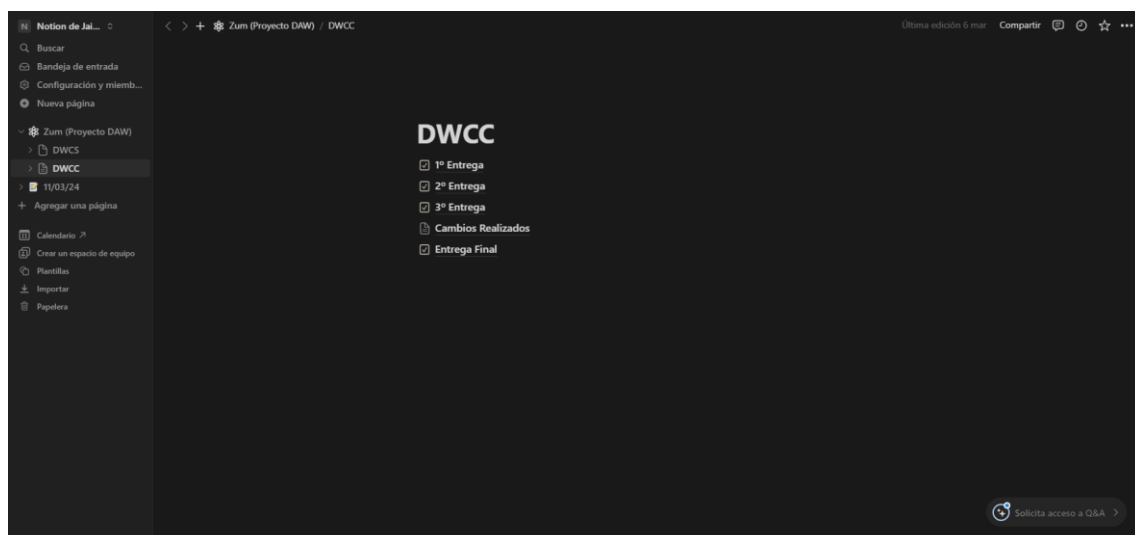 Notion de Jai...
Buscar
Bandeja de entrada
Configuración y miemb...
Nueva página
Zum (Proyecto DAW)
DWCS
DWCC
11/03/24
Agregar una página
Calendario ↗
Crear un espacio de equipo
Plantillas
Importar
Papelera
Zum (Proyecto DAW) / DWCC
Última edición 6 mar Compartir
DWCC
1º Entrega
2º Entrega
3º Entrega
Cambios Realizados
Entrega Final
Solicita acceso a Q&A